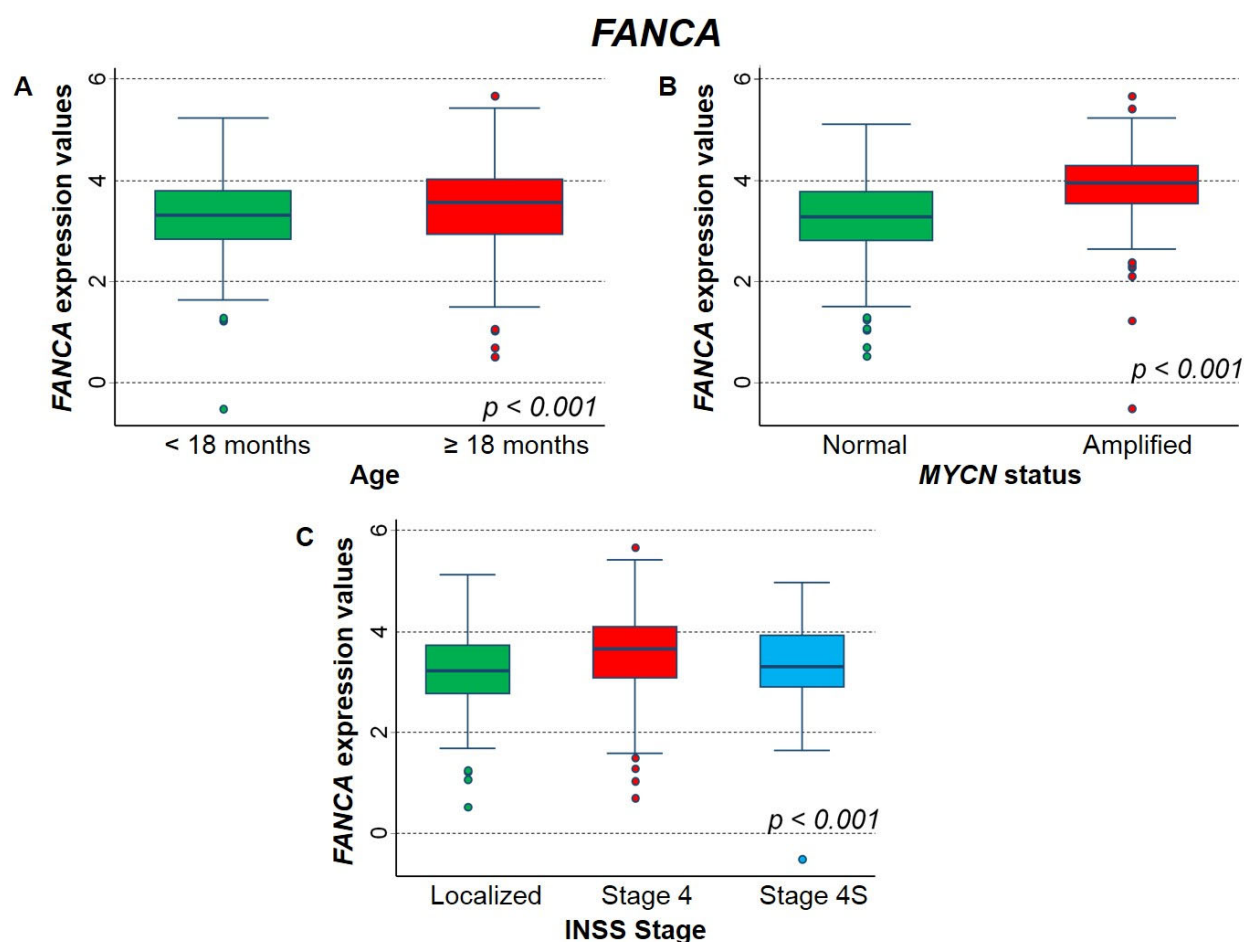 FANCA
A
FANCA expression values
6
4
2
0
p < 0.001
< 18 months
≥ 18 months
Age
B
FANCA expression values
6
4
2
0
p < 0.001
Normal
Amplified
MYCN status
C
FANCA expression values
6
4
2
0
p < 0.001
Localized
Stage 4
Stage 4S
INSS Stage